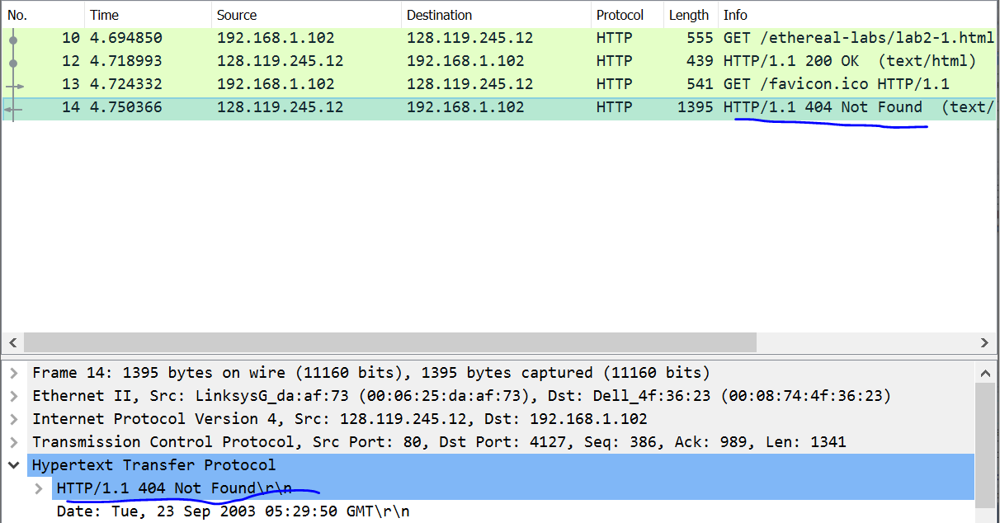 No. Time Source Destination Protocol Length Info
10 4.694850 192.168.1.102 128.119.245.12 HTTP 555 GET /ethereal-labs/lab2-1.html
12 4.718993 128.119.245.12 192.168.1.102 HTTP 439 HTTP/1.1 200 OK (text/html)
13 4.724332 192.168.1.102 128.119.245.12 HTTP 541 GET /favicon.ico HTTP/1.1
14 4.750366 128.119.245.12 192.168.1.102 HTTP 1395 HTTP/1.1 404 Not Found (text/
Frame 14: 1395 bytes on wire (11160 bits), 1395 bytes captured (11160 bits)
Ethernet II, Src: LinksysG_da:af:73 (00:06:25:da:af:73), Dst: Dell_4f:36:23 (00:08:74:4f:36:23)
Internet Protocol Version 4, Src: 128.119.245.12, Dst: 192.168.1.102
Transmission Control Protocol, Src Port: 80, Dst Port: 4127, Seq: 386, Ack: 989, Len: 1341
Hypertext Transfer Protocol
HTTP/1.1 404 Not Found\r\n
Date: Tue, 23 Sep 2003 05:29:50 GMT\r\n